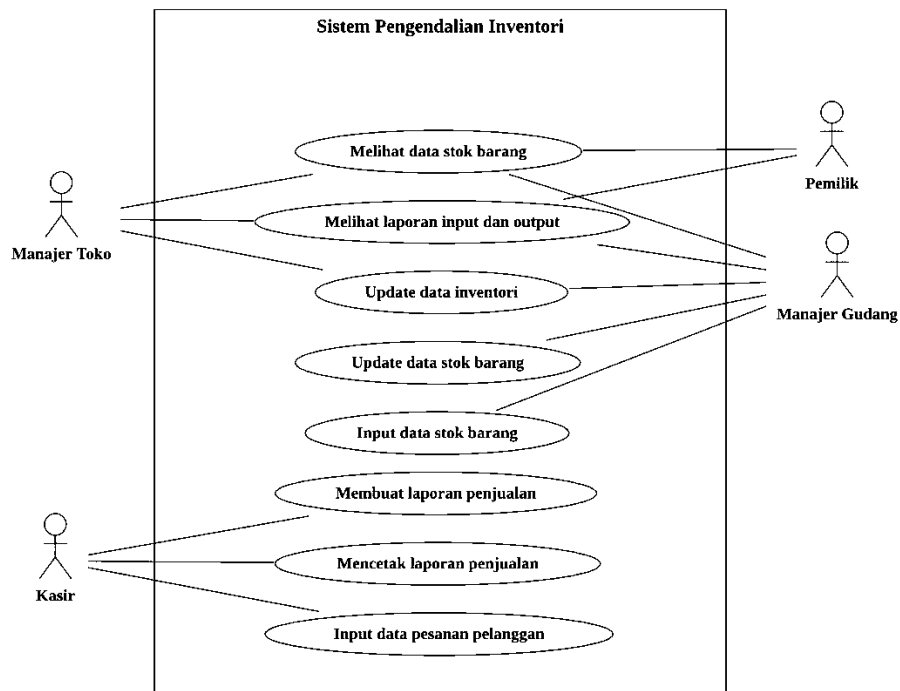 Sistem Pengendalian Inventori
Melihat data stok barang
Pemilik
Melihat laporan input dan output
Manajer Toko
Update data inventori
Manajer Gudang
Update data stok barang
Input data stok barang
Membuat laporan penjualan
Mencetak laporan penjualan
Kasir
Input data pesanan pelanggan